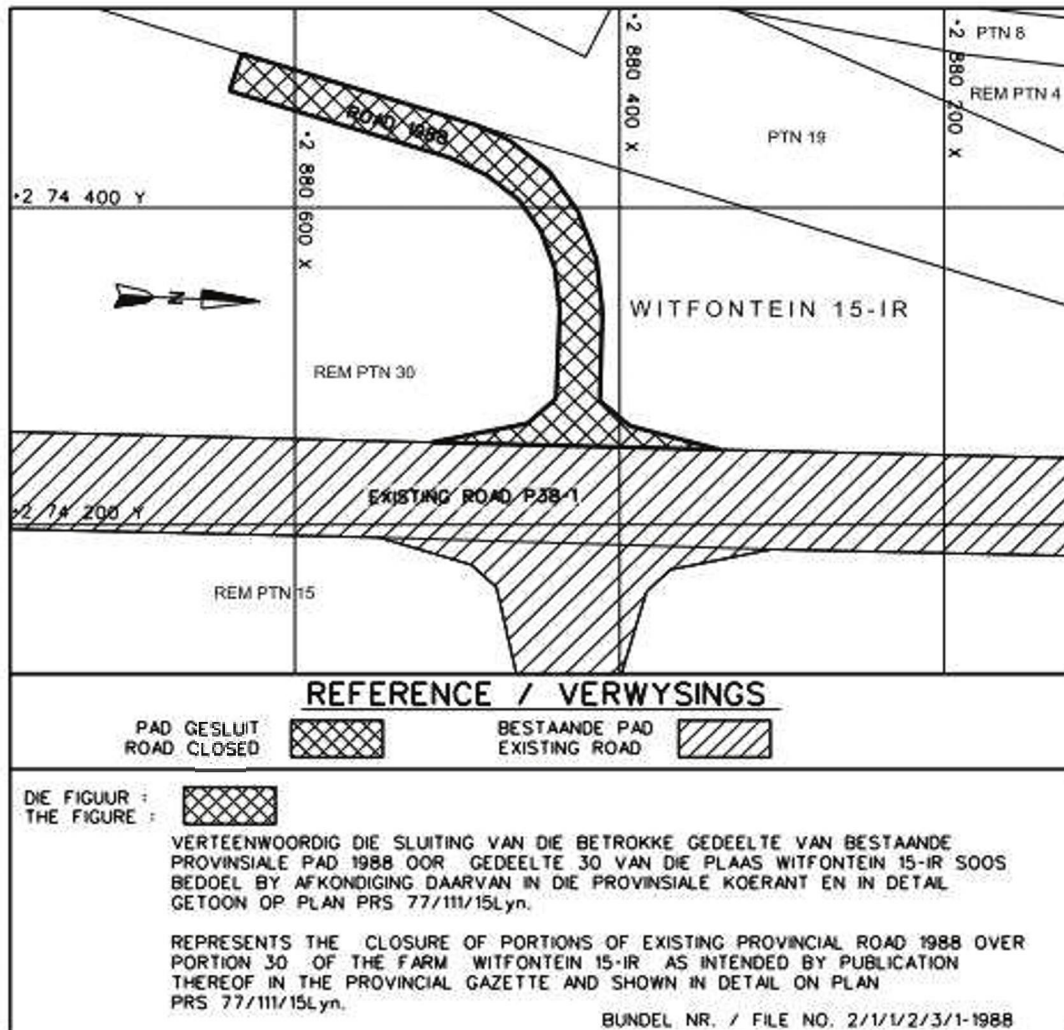 +2 880 400 X
+2 880 200 X
PTN 8
REM PTN 4
PTN 19
ROAD 1988
+2 880 600 X
+2 74 400 Y
N
WITFONTEIN 15-IR
REM PTN 30
EXISTING ROAD P38-1
+2 74 200 Y
REM PTN 15
REFERENCE / VERWYSINGS
PAD GESLUIT
ROAD CLOSED
BESTAANDE PAD
EXISTING ROAD
DIE FIGUUR :
THE FIGURE :
VERTEENWOORDIG DIE SLUITING VAN DIE BETROKKE GEDEELTE VAN BESTAANDE
PROVINSIALE PAD 1988 OOR GEDEELTE 30 VAN DIE PLAAS WITFONTEIN 15-IR SOOS
BEDOEL BY AFKONDIGING DAARVAN IN DIE PROVINSIALE KOERANT EN IN DETAIL
GETOON OP PLAN PRS 77/111/15Lyn.
REPRESENTS THE CLOSURE OF PORTIONS OF EXISTING PROVINCIAL ROAD 1988 OVER
PORTION 30 OF THE FARM WITFONTEIN 15-IR AS INTENDED BY PUBLICATION
THEREOF IN THE PROVINCIAL GAZETTE AND SHOWN IN DETAIL ON PLAN
PRS 77/111/15Lyn.
BUNDEL NR. / FILE NO. 2/1/1/2/3/1-1988